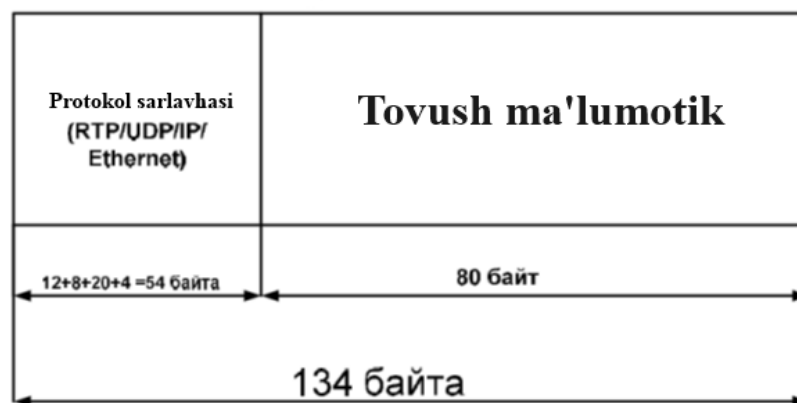 Protokol sarlavhasi
(RTP/UDP/IP/
Ethernet)
Tovush ma'lumotik
12+8+20+4 =54 байта
80 байт
134 байта